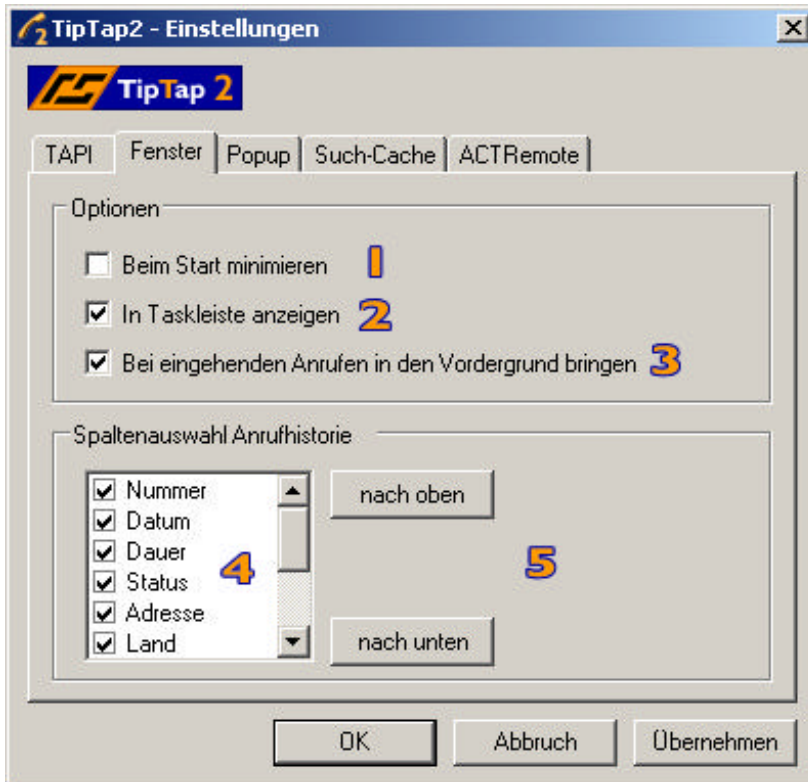 2 TipTap2 - Einstellungen
TipTap 2
TAPI Fenster Popup Such-Cache ACTRemote
Optionen
Beim Start minimieren 1
In Taskleiste anzeigen 2
Bei eingehenden Anrufen in den Vordergrund bringen 3
Spaltenauswahl Anrufhistorie
Nummer
Datum
Dauer
Status
Adresse
Land
4
nach oben
5
nach unten
OK Abbruch Übernehmen